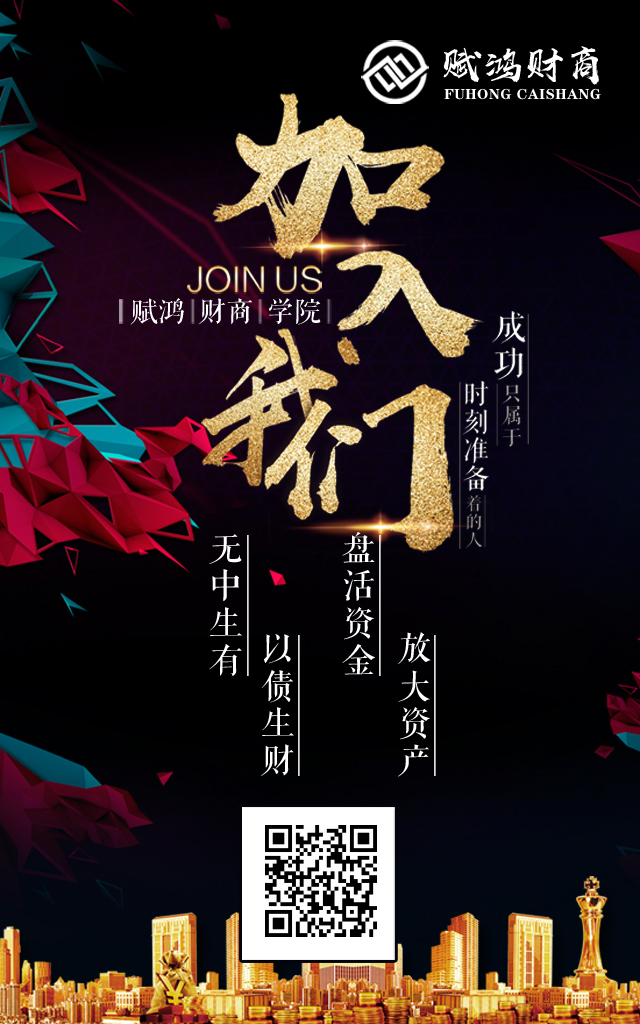 赋鸿财商
FUHONG CAISHANG
加入我们
JOIN US
赋鸿 财商 学院
成功只属于
时刻准备着的人
无中生有
以债生财
盘活资金
放大资产